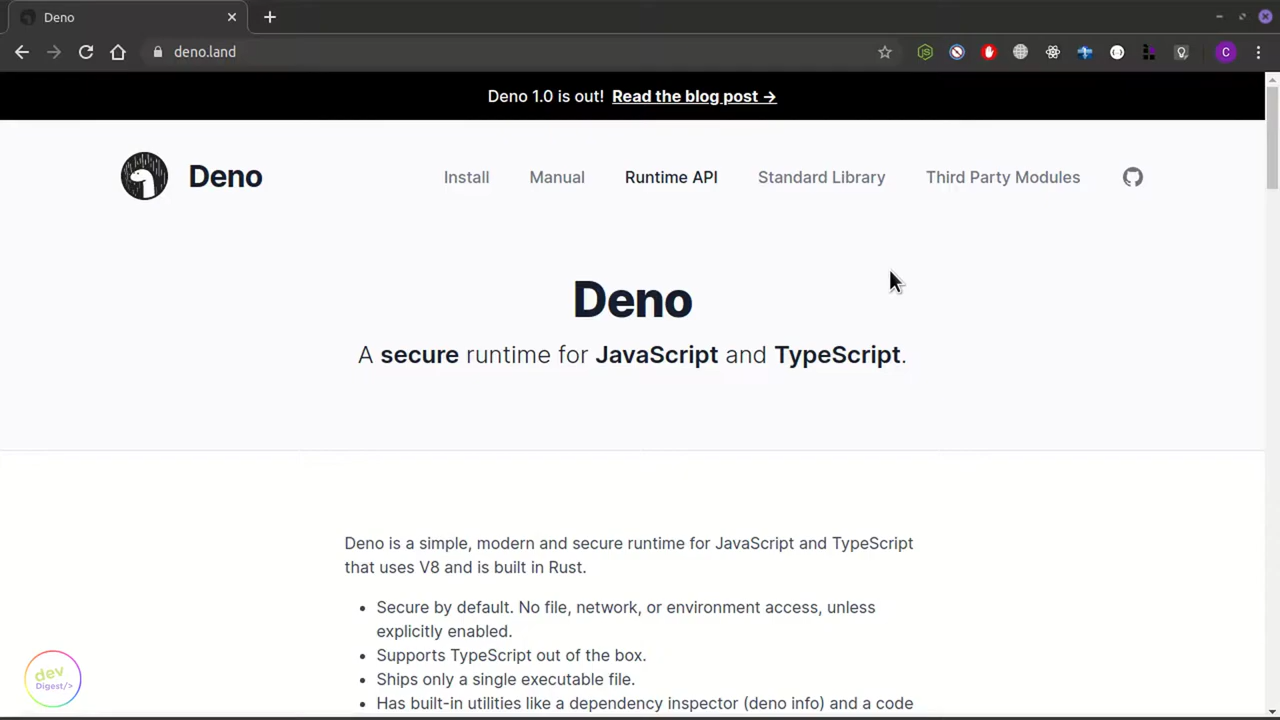 Deno
deno.land
C
Deno 1.0 is out! Read the blog post →
Deno
Install
Manual
Runtime API
Standard Library
Third Party Modules
Deno
A secure runtime for JavaScript and TypeScript.
Deno is a simple, modern and secure runtime for JavaScript and TypeScript
that uses V8 and is built in Rust.
• Secure by default. No file, network, or environment access, unless
explicitly enabled.
• Supports TypeScript out of the box.
• Ships only a single executable file.
• Has built-in utilities like a dependency inspector (deno info) and a code
dev
Digest/>